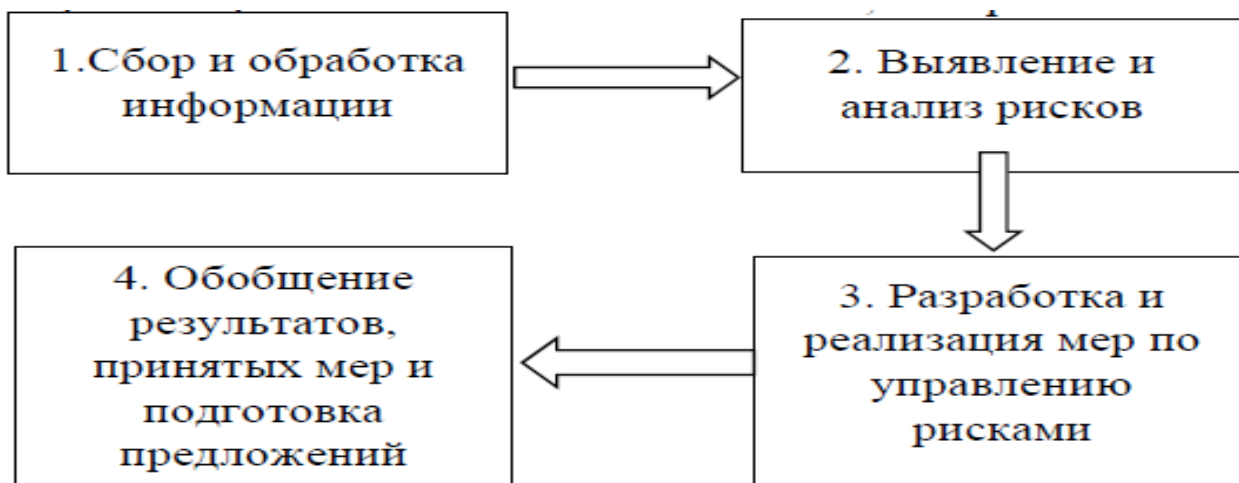 1.Сбор и обработка
информации
2. Выявление и
анализ рисков
3. Разработка и
реализация мер по
управлению
рисками
4. Обобщение
результатов,
принятых мер и
подготовка
предложений